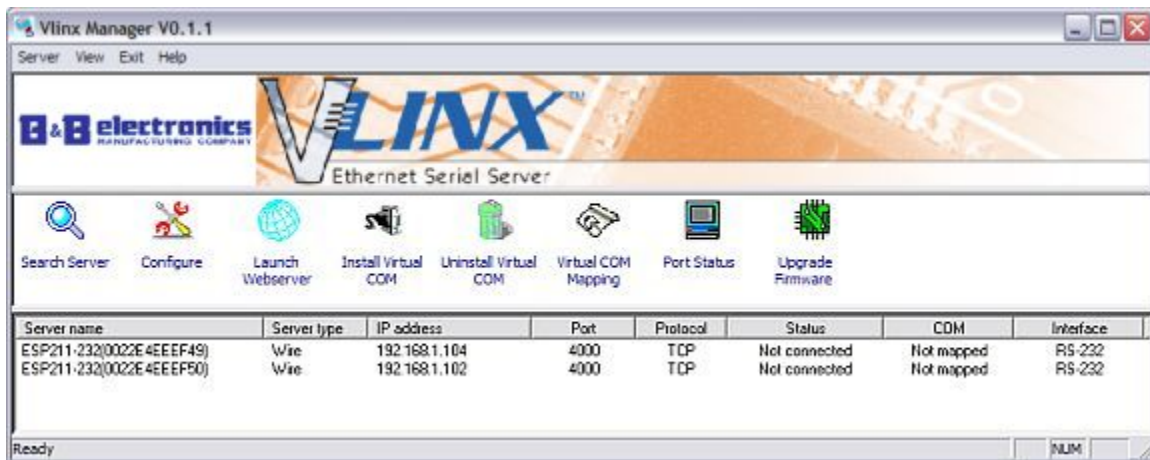 Vlinx Manager V0.1.1
Server View Exit Help
B&B electronics
MANUFACTURING COMPANY
VLINX™
Ethernet Serial Server
Search Server Configure Launch Webserver Install Virtual COM Uninstall Virtual COM Virtual COM Mapping Port Status Upgrade Firmware
Server name Server type IP address Port Protocol Status COM Interface
ESP211-232(0022E4EEEF49) Wire 192.168.1.104 4000 TCP Not connected Not mapped RS-232
ESP211-232(0022E4EEEF50) Wire 192.168.1.102 4000 TCP Not connected Not mapped RS-232
Ready NUM